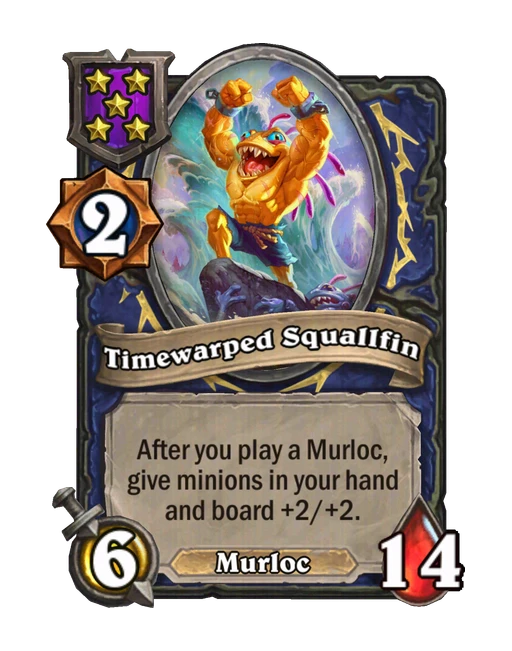 2
Timewarped Squallfin
After you play a Murloc,
give minions in your hand
and board +2/+2.
6
Murloc
14